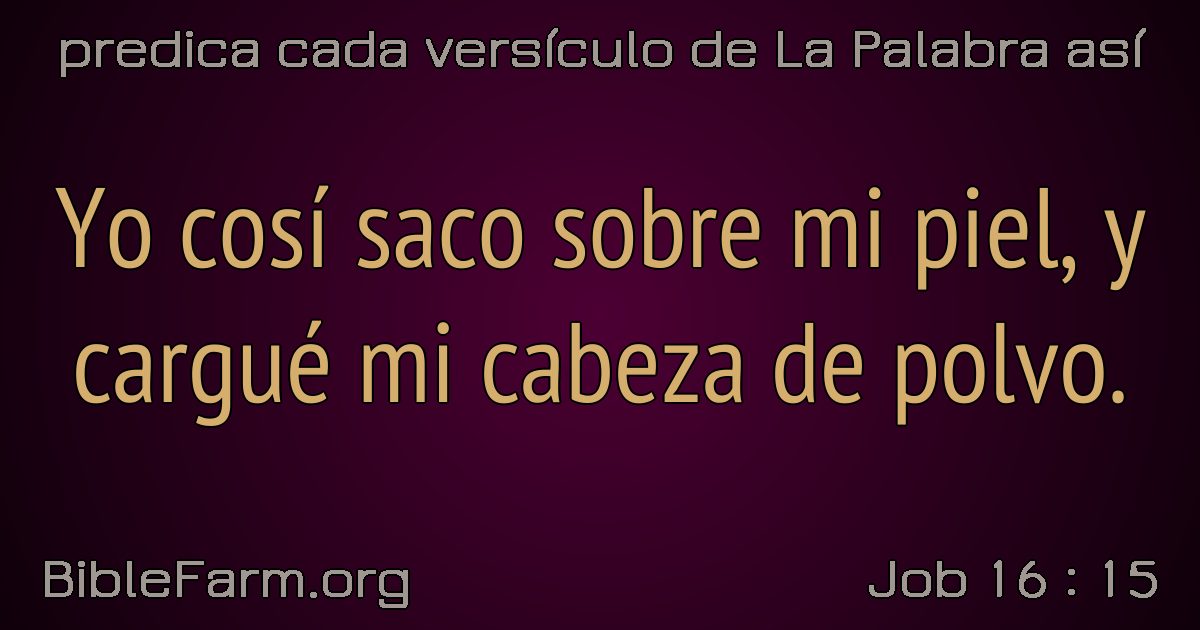 predica cada versículo de La Palabra así
Yo cosí saco sobre mi piel, y
cargué mi cabeza de polvo.
BibleFarm.org
Job 16 : 15